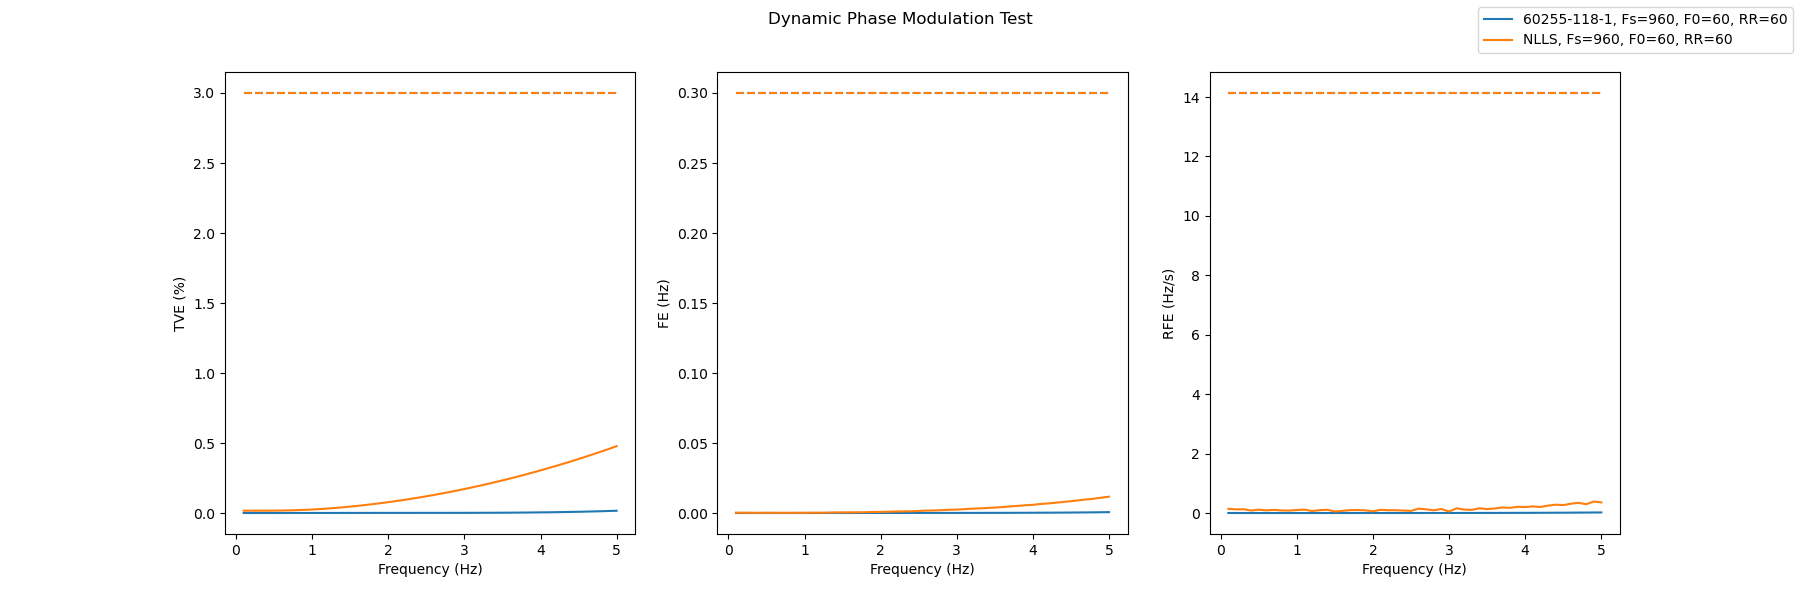 Dynamic Phase Modulation Test
60255-118-1, Fs=960, F0=60, RR=60
NLLS, Fs=960, F0=60, RR=60
TVE (%)
3.0
2.5
2.0
1.5
1.0
0.5
0.0
0 1 2 3 4 5
Frequency (Hz)
FE (Hz)
0.30
0.25
0.20
0.15
0.10
0.05
0.00
0 1 2 3 4 5
Frequency (Hz)
RFE (Hz/s)
14
12
10
8
6
4
2
0
0 1 2 3 4 5
Frequency (Hz)